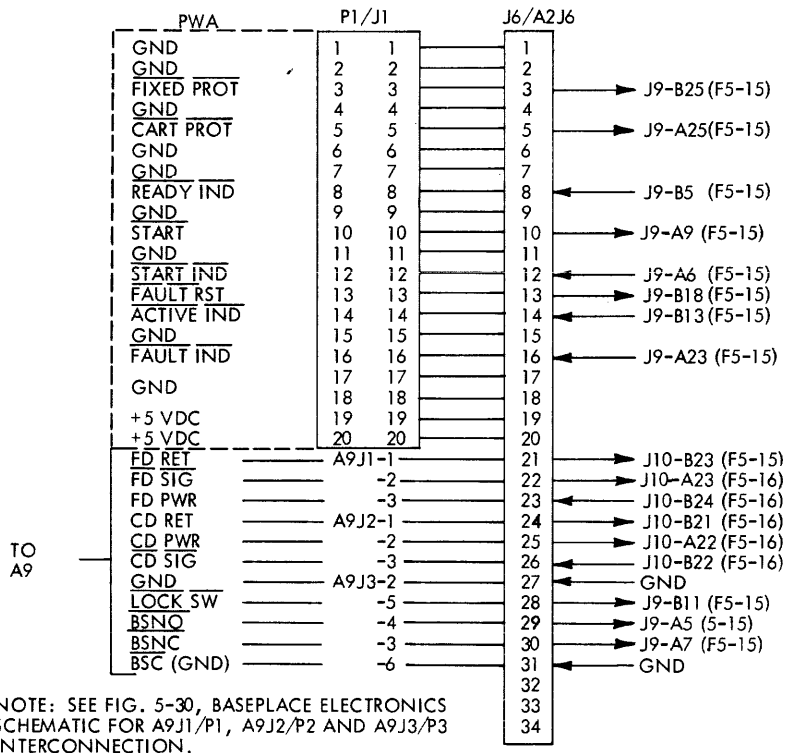 PWA P1/J1 J6/A2J6
GND 1 1 1
GND 2 2 2
FIXED PROT 3 3 3 J9-B25(F5-15)
GND 4 4 4
CART PROT 5 5 5 J9-A25(F5-15)
GND 6 6 6
GND 7 7 7
READY IND 8 8 8 J9-B5 (F5-15)
GND 9 9 9
START 10 10 10 J9-A9 (F5-15)
GND 11 11 11
START IND 12 12 12 J9-A6 (F5-15)
FAULT RST 13 13 13 J9-B18(F5-15)
ACTIVE IND 14 14 14 J9-B13(F5-15)
GND 15 15 15
FAULT IND 16 16 16 J9-A23 (F5-15)
17 17 17
GND
18 18 18
+5 VDC 19 19 19
+5 VDC 20 20 20
FD RET A9J1-1 21 J10-B23 (F5-15)
FD SIG -2 22 J10-A23 (F5-16)
FD PWR -3 23 J10-B24 (F5-16)
CD RET A9J2-1 24 J10-B21 (F5-16)
CD PWR -2 25 J10-A22 (F5-16)
CD SIG -3 26 J10-B22 (F5-16)
TO
A9
GND A9J3-2 27 GND
LOCK SW -5 28 J9-B11 (F5-15)
BSNO -4 29 J9-A5 (5-15)
BSNC -3 30 J9-A7 (F5-15)
BSC (GND) -6 31 GND
32
33
34
NOTE: SEE FIG. 5-30, BASEPLACE ELECTRONICS
SCHEMATIC FOR A9J1/P1, A9J2/P2 AND A9J3/P3
INTERCONNECTION.